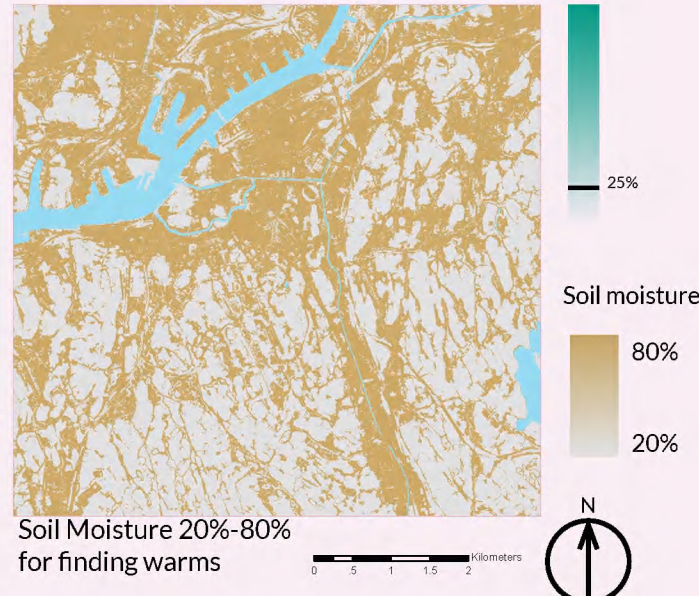 25%
Soil moisture
80%
20%
N
Soil Moisture 20%-80%
for finding warms
Kilometers
0 .5 1 1.5 2